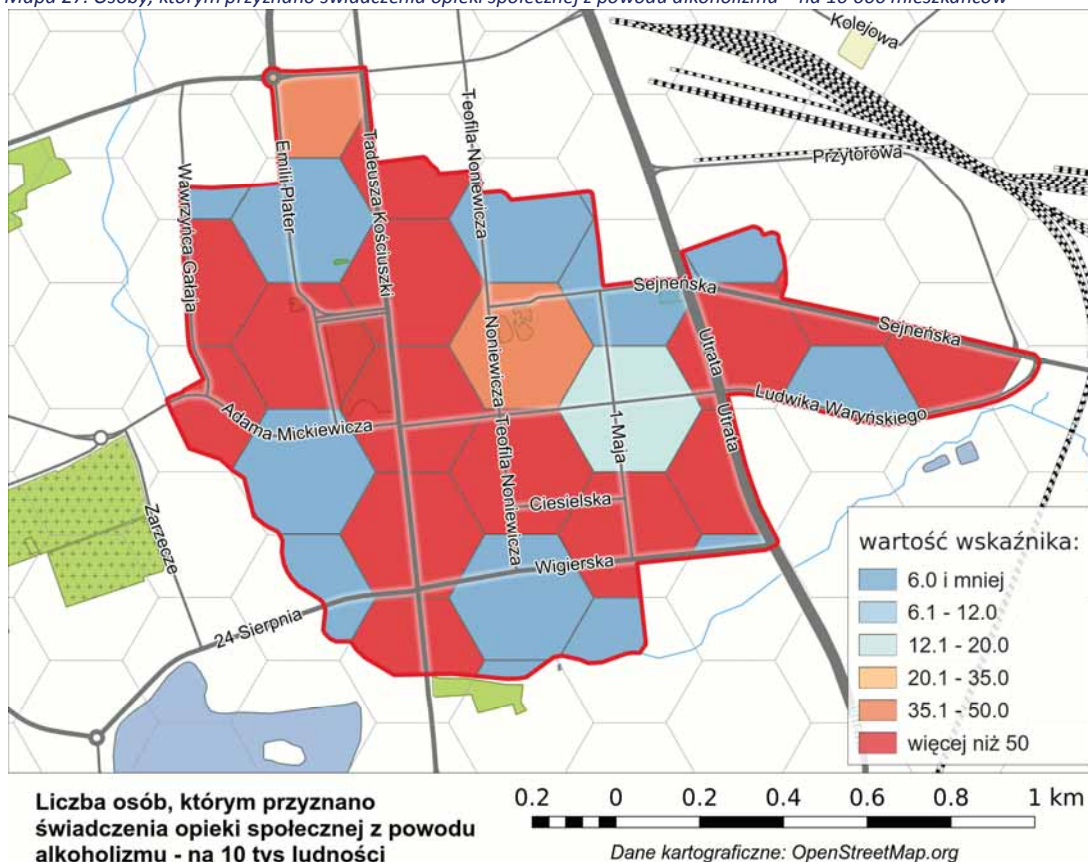 Mapa 27. Osoby, którym przyznano świadczenia opieki społecznej z powodu alkoholizmu – na 10 000 mieszkańców
Kolejowa
Teofila-Noniewicza
Przytorowa
Emilii-Plater
Tadeusza Kościuszki
Wawrzyńca Gałaja
Sejneńska
Sejneńska
Utrata
Noniewicza-Teofila Noniewicza
Ludwika Waryńskiego
Adama Mickiewicza
1-Maja
Utrata
Ciesielska
Zarzecze
Wigierska
24 Sierpnia
wartość wskaźnika:
6.0 i mniej
6.1 - 12.0
12.1 - 20.0
20.1 - 35.0
35.1 - 50.0
więcej niż 50
Liczba osób, którym przyznano
świadczenia opieki społecznej z powodu
alkoholizmu - na 10 tys ludności
0.2 0 0.2 0.4 0.6 0.8 1 km
Dane kartograficzne: OpenStreetMap.org